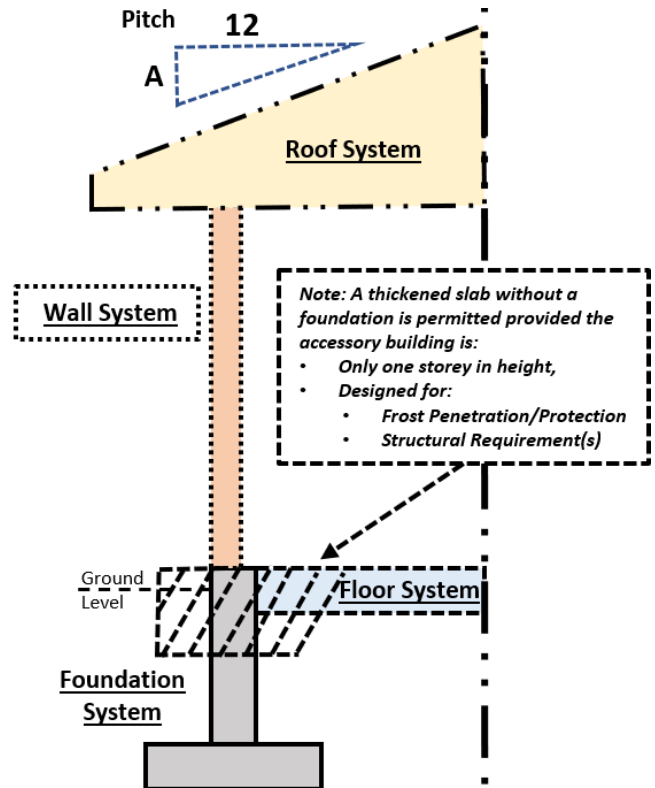 Pitch
12
A
Roof System
Wall System
Note: A thickened slab without a
foundation is permitted provided the
accessory building is:
• Only one storey in height,
• Designed for:
• Frost Penetration/Protection
• Structural Requirement(s)
Ground
Level
Floor System
Foundation
System